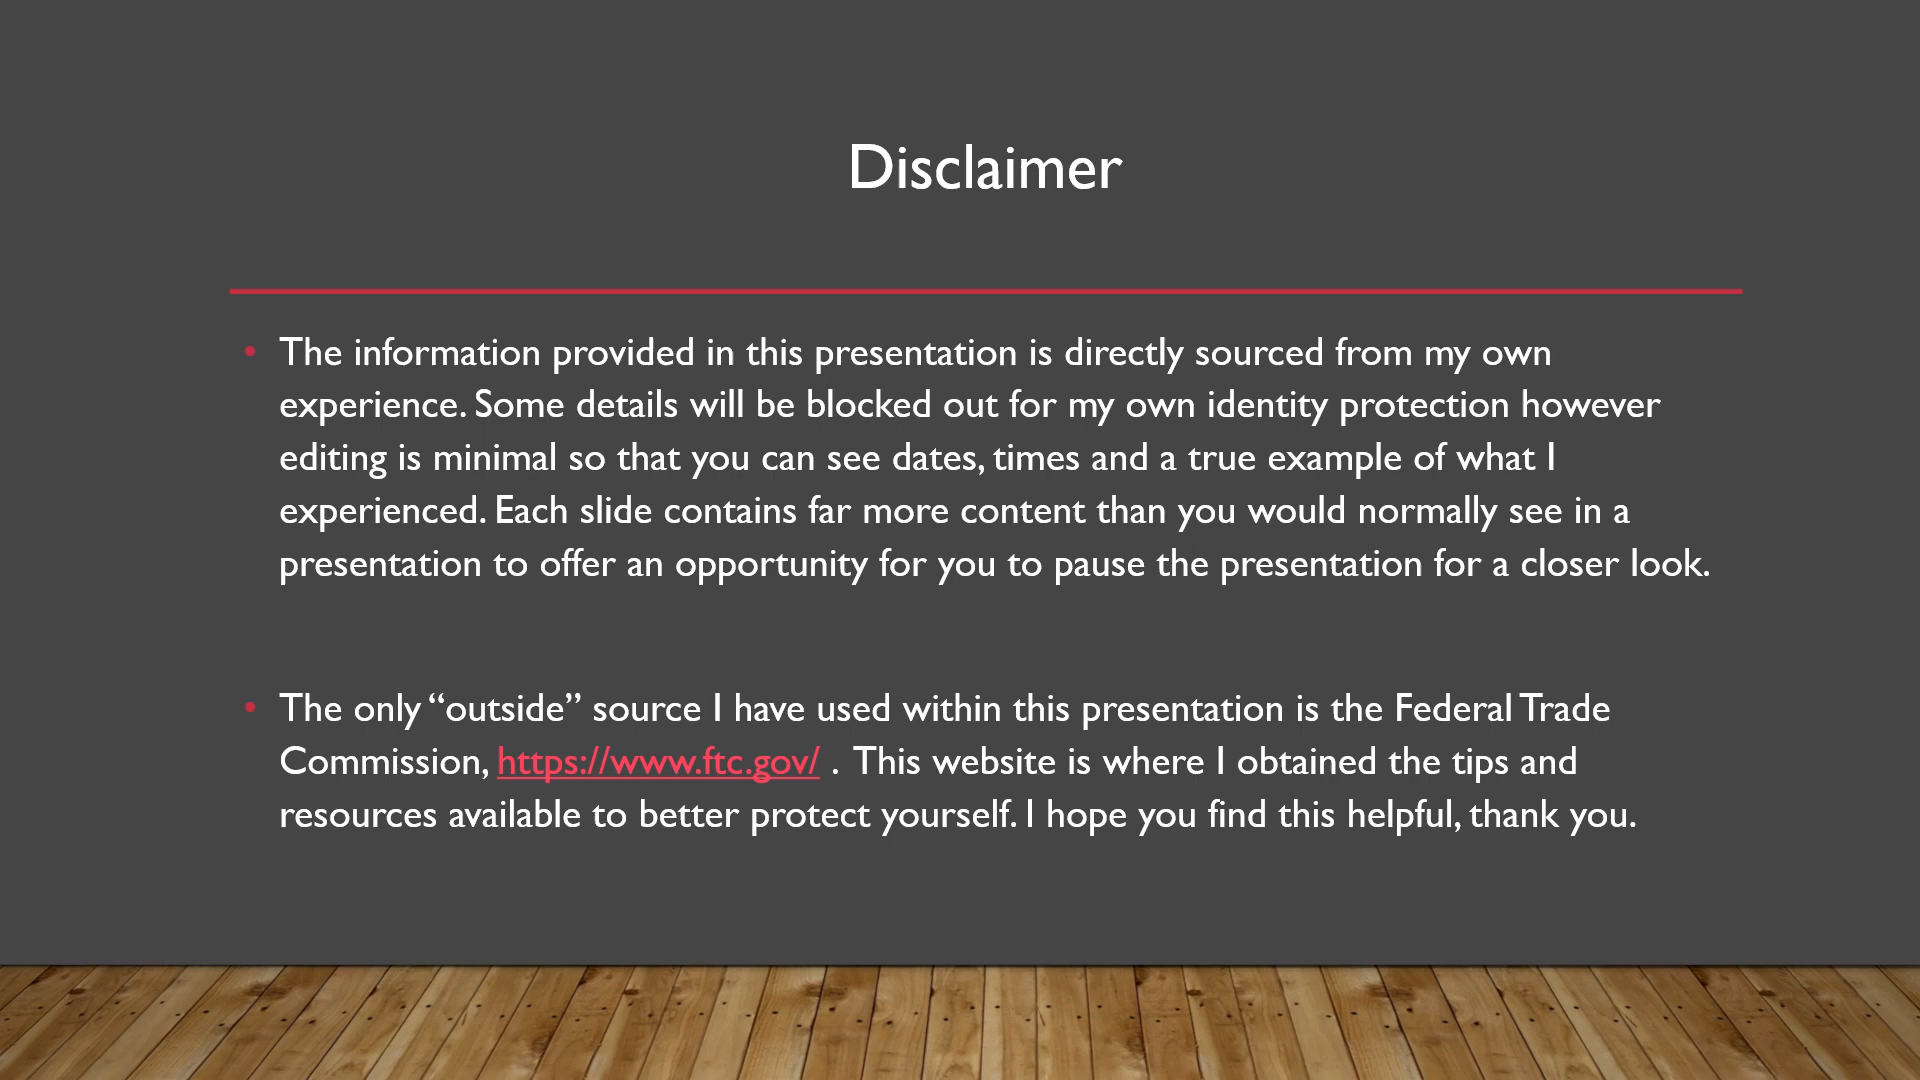 Disclaimer
• The information provided in this presentation is directly sourced from my own
experience. Some details will be blocked out for my own identity protection however
editing is minimal so that you can see dates, times and a true example of what I
experienced. Each slide contains far more content than you would normally see in a
presentation to offer an opportunity for you to pause the presentation for a closer look.
• The only “outside” source I have used within this presentation is the Federal Trade
Commission, https://www.ftc.gov/ . This website is where I obtained the tips and
resources available to better protect yourself. I hope you find this helpful, thank you.